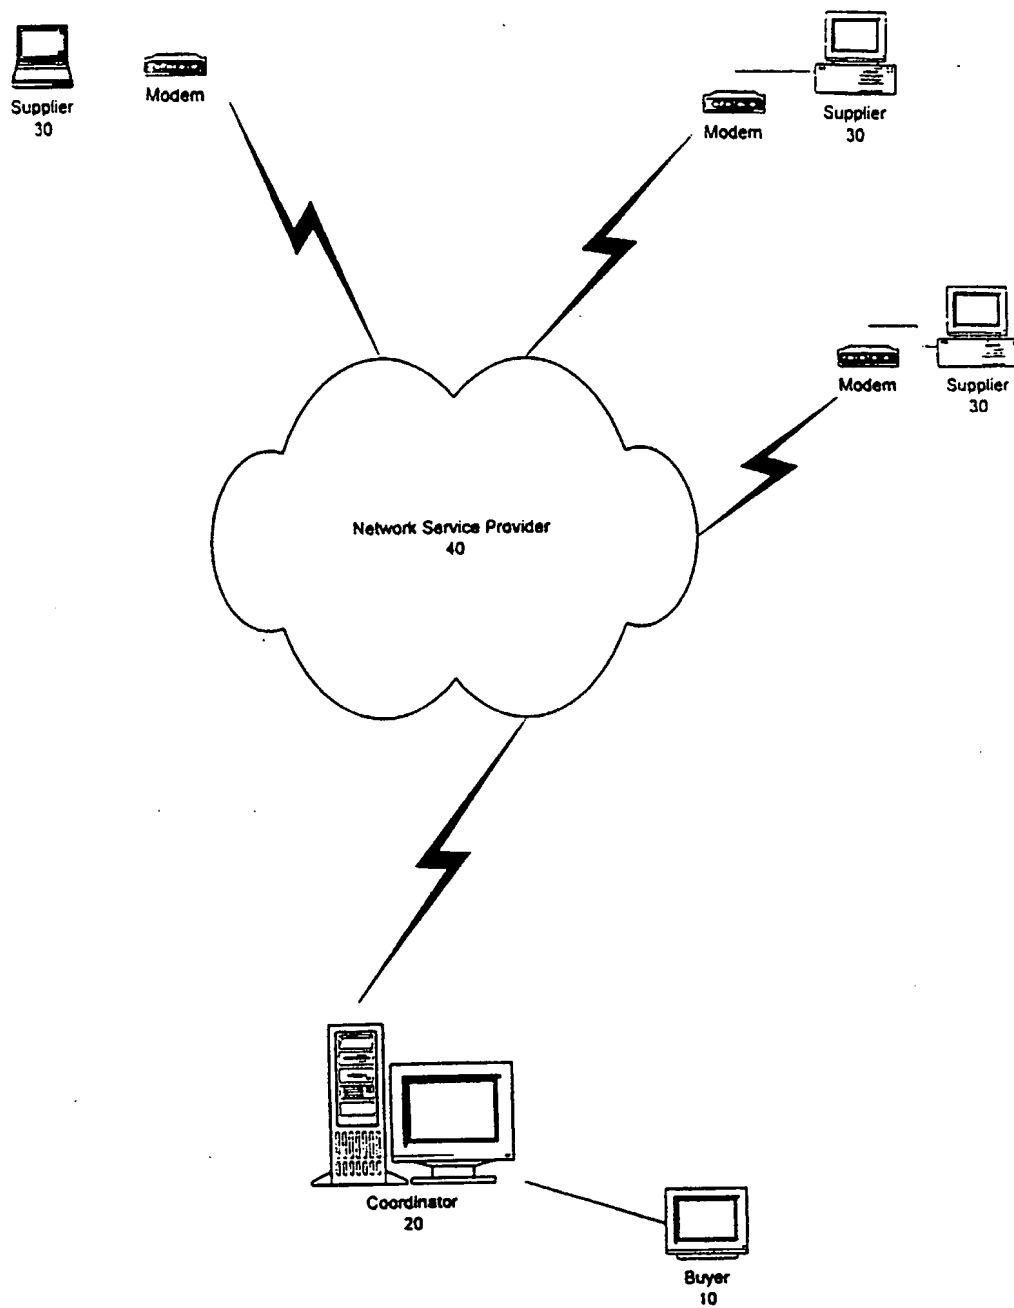 Supplier
30
Modem
Modem
Supplier
30
Modem
Supplier
30
Network Service Provider
40
Coordinator
20
Buyer
10